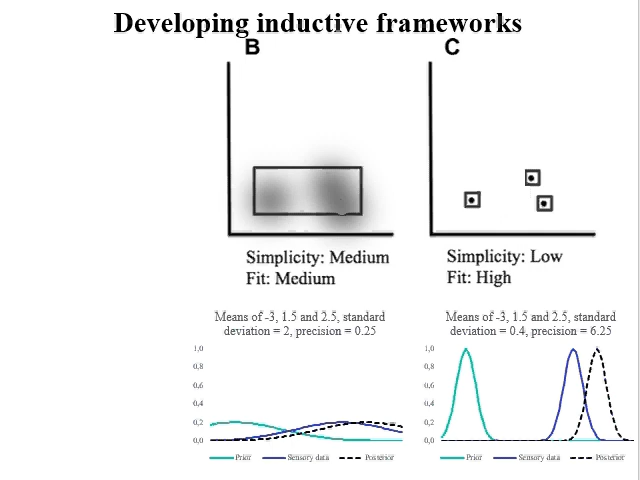 Developing inductive frameworks
B
C
Simplicity: Medium
Fit: Medium
Simplicity: Low
Fit: High
Means of -3, 1.5 and 2.5, standard
deviation = 2, precision = 0.25
1,0
0,8
0,6
0,4
0,2
0,0
Prior
Sensory data
Posterior
Means of -3, 1.5 and 2.5, standard
deviation = 0.4, precision = 6.25
1,0
0,8
0,6
0,4
0,2
0,0
Prior
Sensory data
Posterior